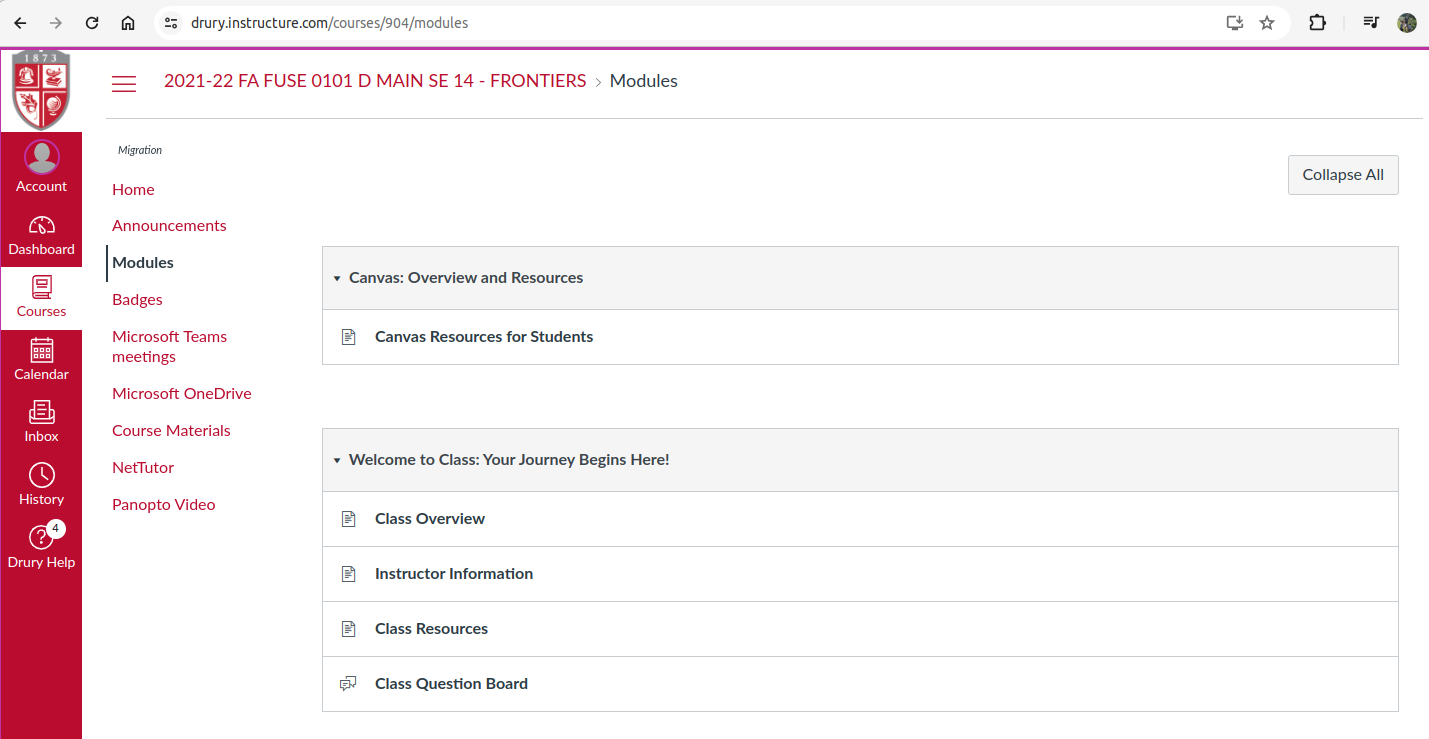 drury.instructure.com/courses/904/modules
1873
2021-22 FA FUSE 0101 D MAIN SE 14 - FRONTIERS > Modules
Account
Dashboard
Courses
Calendar
Inbox
History
4
Drury Help
Migration
Home
Announcements
Modules
Badges
Microsoft Teams
meetings
Microsoft OneDrive
Course Materials
NetTutor
Panopto Video
Collapse All
Canvas: Overview and Resources
Canvas Resources for Students
Welcome to Class: Your Journey Begins Here!
Class Overview
Instructor Information
Class Resources
Class Question Board